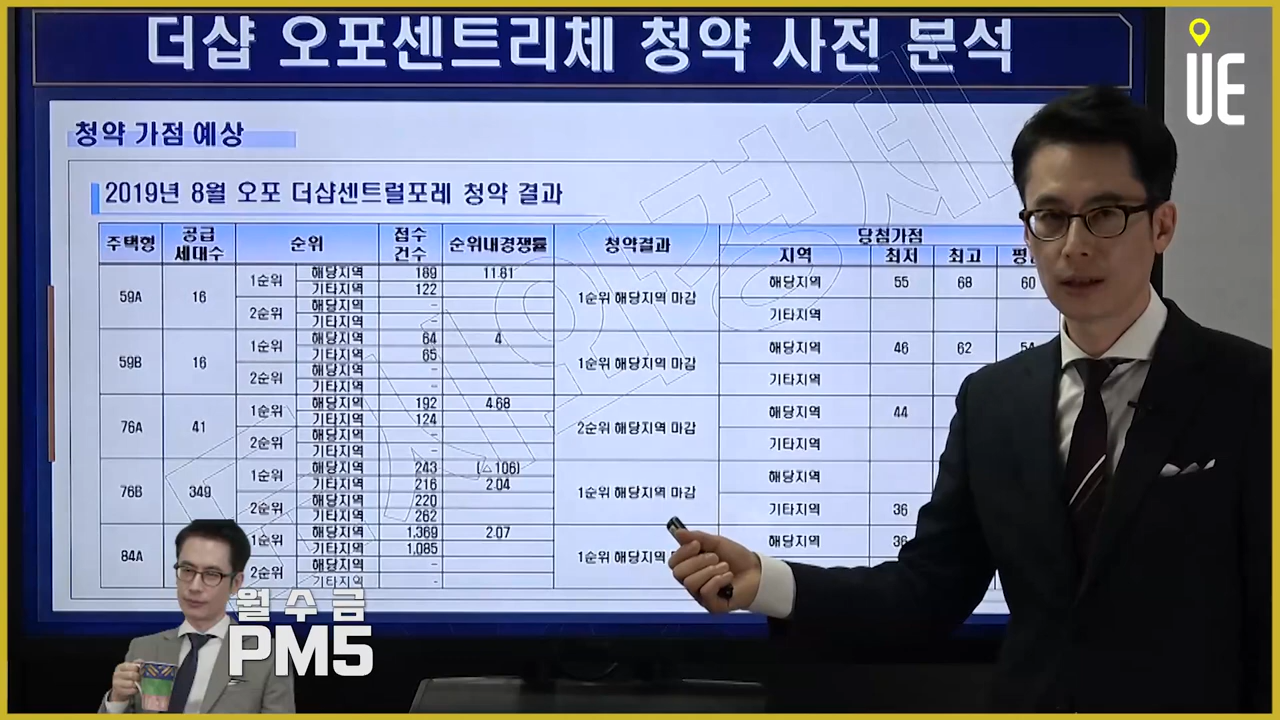 더샵 오포센트리체 청약 사전 분석
UE
청약 가점 예상
2019년 8월 오포 더샵센트럴포레 청약 결과
주택형 공급 세대수 순위 접수 건수 순위내경쟁률 청약결과 당첨가점
지역 최저 최고
59A 16 1순위 해당지역 189 11.81 1순위 해당지역 마감 해당지역 55 68 60
기타지역 122
2순위 해당지역 - 기타지역
기타지역 -
59B 16 1순위 해당지역 64 4 1순위 해당지역 마감 해당지역 46 62 54
기타지역 65
2순위 해당지역 - 기타지역
기타지역 -
76A 41 1순위 해당지역 192 4.68 2순위 해당지역 마감 해당지역 44
기타지역 124
2순위 해당지역 - 기타지역
기타지역 -
76B 349 1순위 해당지역 243 (△106) 1순위 해당지역 마감 해당지역
기타지역 216 2.04
2순위 해당지역 220 기타지역 36
기타지역 262
84A 1순위 해당지역 1,369 2.07 1순위 해당지역 해당지역 36
기타지역 1,085
2순위 해당지역 -
기타지역 -
월수금
PM5